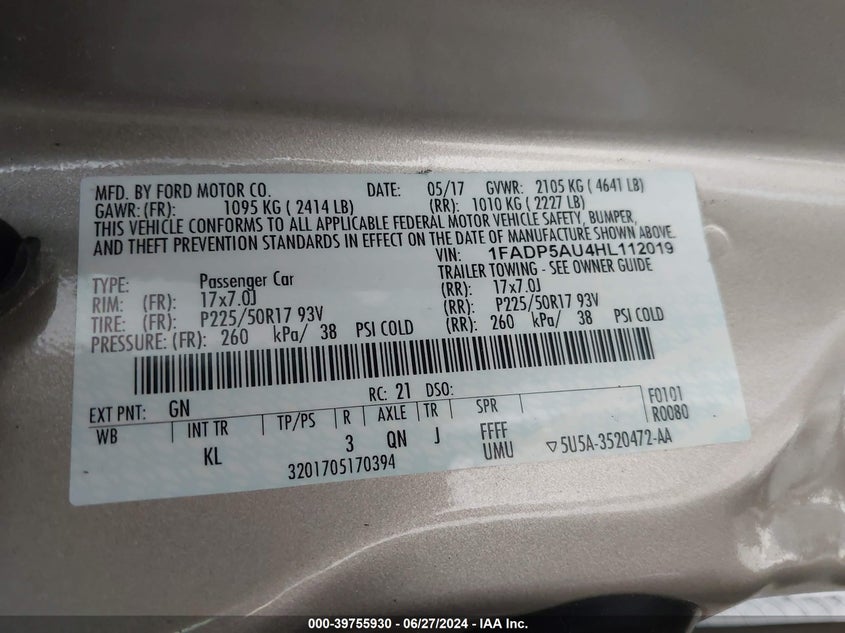 MFD. BY FORD MOTOR CO. DATE: 05/17 GVWR: 2105 KG ( 4641 LB)
GAWR: (FR): 1095 KG ( 2414 LB) (RR): 1010 KG ( 2227 LB)
THIS VEHICLE CONFORMS TO ALL APPLICABLE FEDERAL MOTOR VEHICLE SAFETY, BUMPER,
AND THEFT PREVENTION STANDARDS IN EFFECT ON THE DATE OF MANUFACTURE SHOWN ABOVE.
VIN: 1FADP5AU4HL112019
TYPE: Passenger Car TRAILER TOWING - SEE OWNER GUIDE
RIM: (FR): 17x7.0J (RR): 17x7.0J
TIRE: (FR): P225/50R17 93V (RR): P225/50R17 93V
PRESSURE: (FR): 260 kPa/ 38 PSI COLD (RR): 260 kPa/ 38 PSI COLD
EXT PNT: GN RC: 21 DSO: F0101
WB INT TR TP/PS R AXLE TR SPR R0080
KL 3 QN J FFFF
UMU
3201705170394 ▽5U5A-3520472-AA
000-39755930 - 06/27/2024 - IAA Inc.